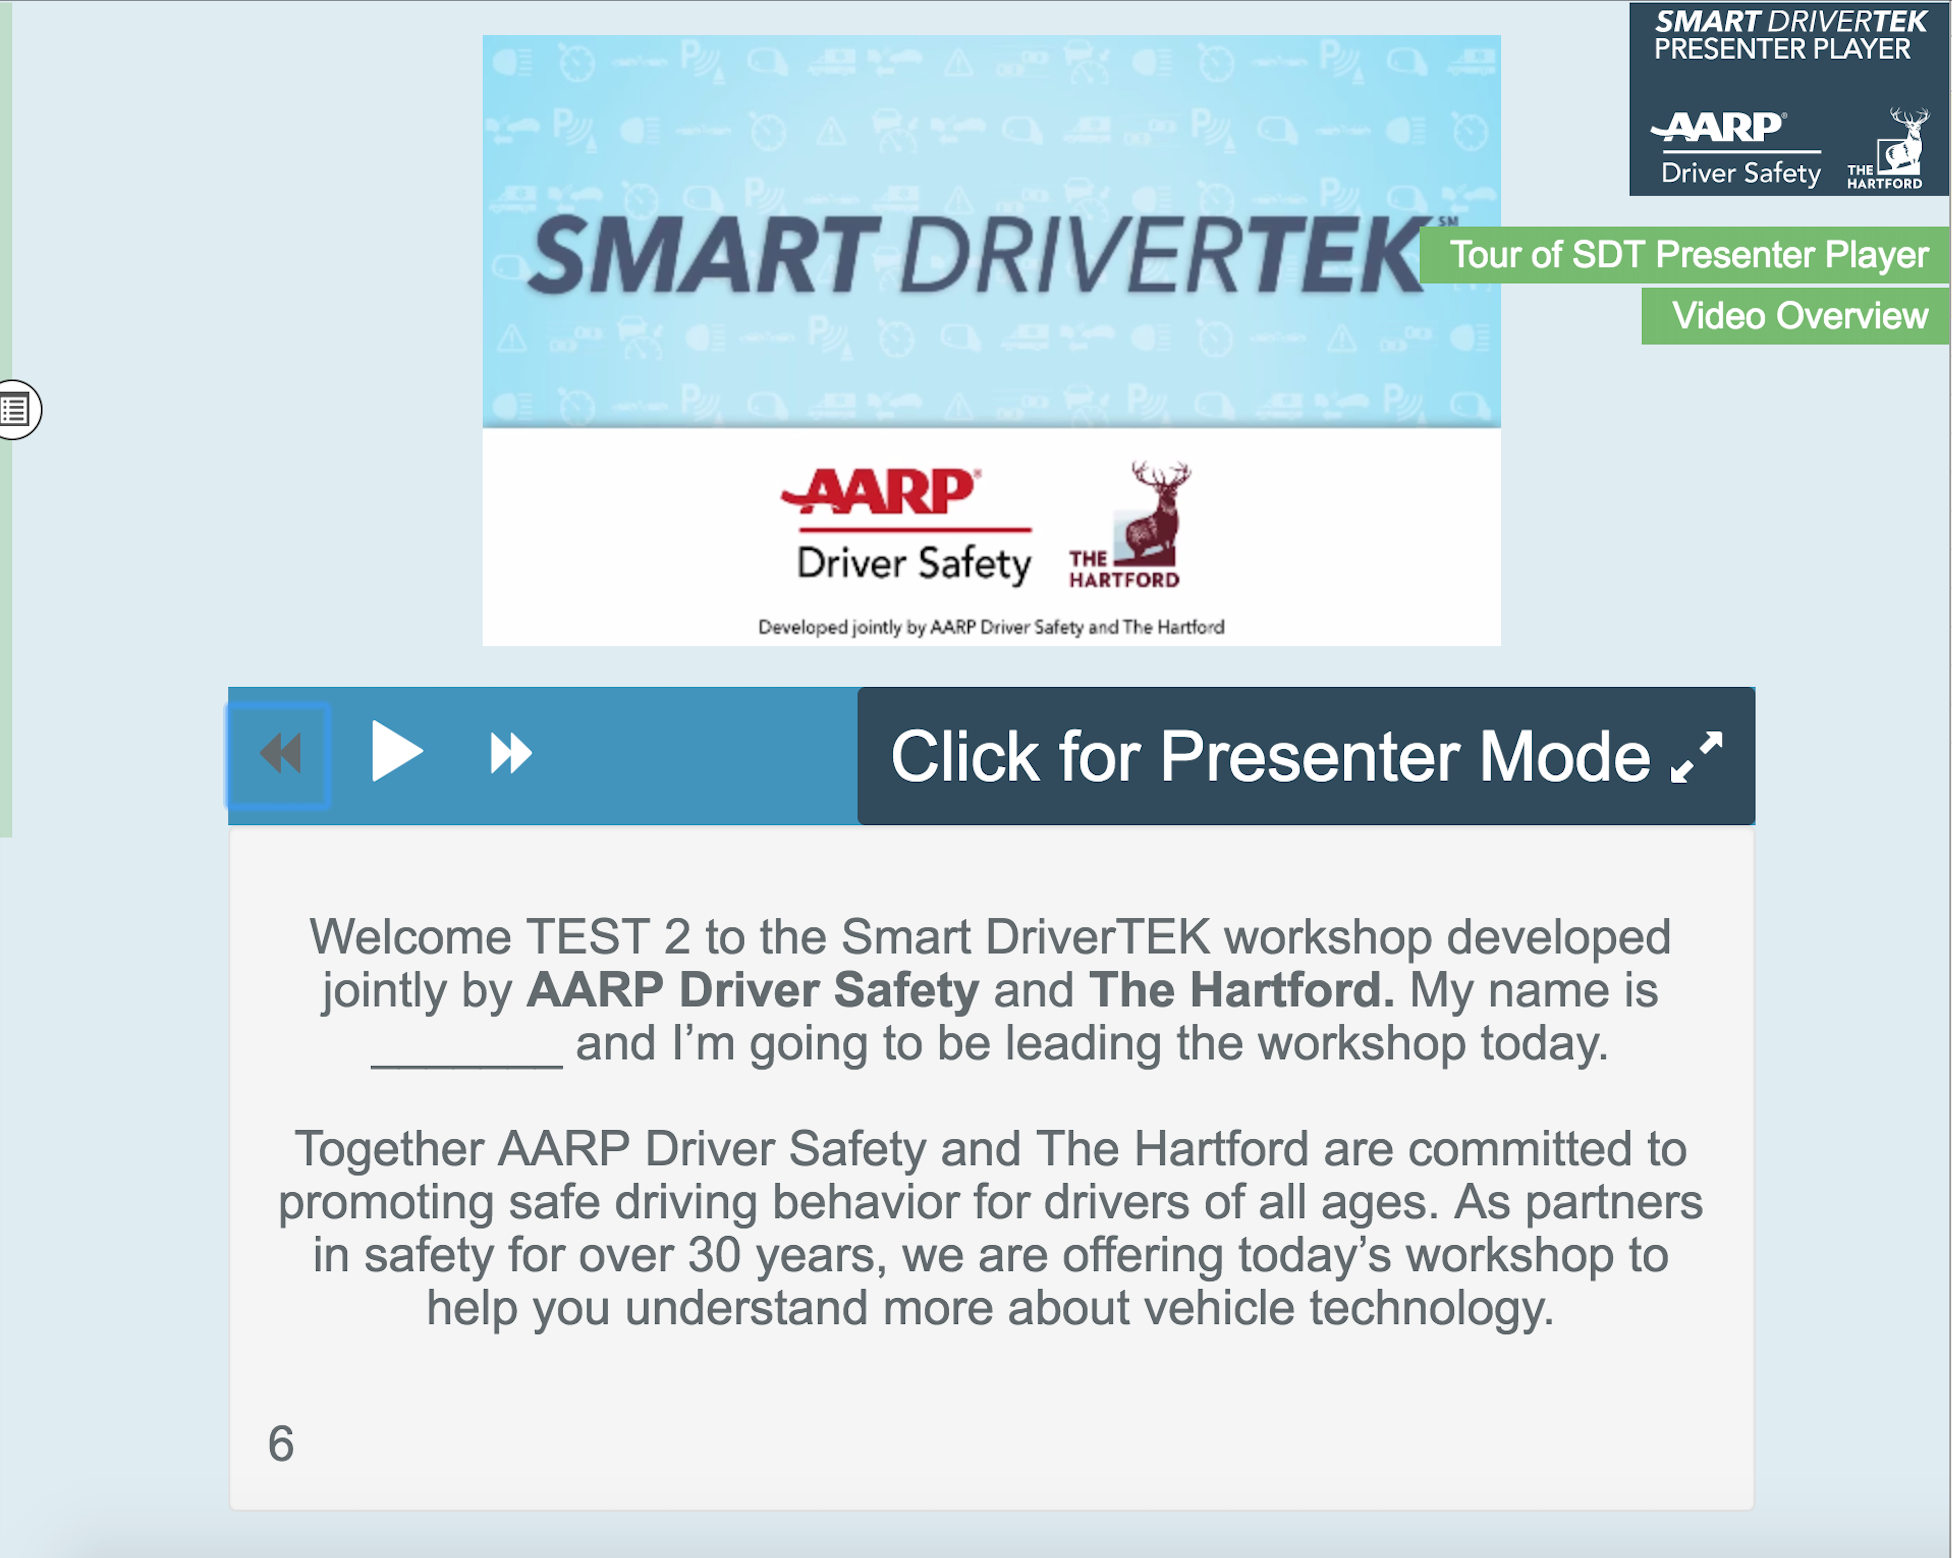 SMART DRIVERTEK
PRESENTER PLAYER
AARP®
Driver Safety
THE
HARTFORD
SMART DRIVERTEK℠
Tour of SDT Presenter Player
Video Overview
AARP®
Driver Safety
THE
HARTFORD
Developed jointly by AARP Driver Safety and The Hartford
Click for Presenter Mode
Welcome TEST 2 to the Smart DriverTEK workshop developed
jointly by AARP Driver Safety and The Hartford. My name is
_______ and I’m going to be leading the workshop today.
Together AARP Driver Safety and The Hartford are committed to
promoting safe driving behavior for drivers of all ages. As partners
in safety for over 30 years, we are offering today’s workshop to
help you understand more about vehicle technology.
6